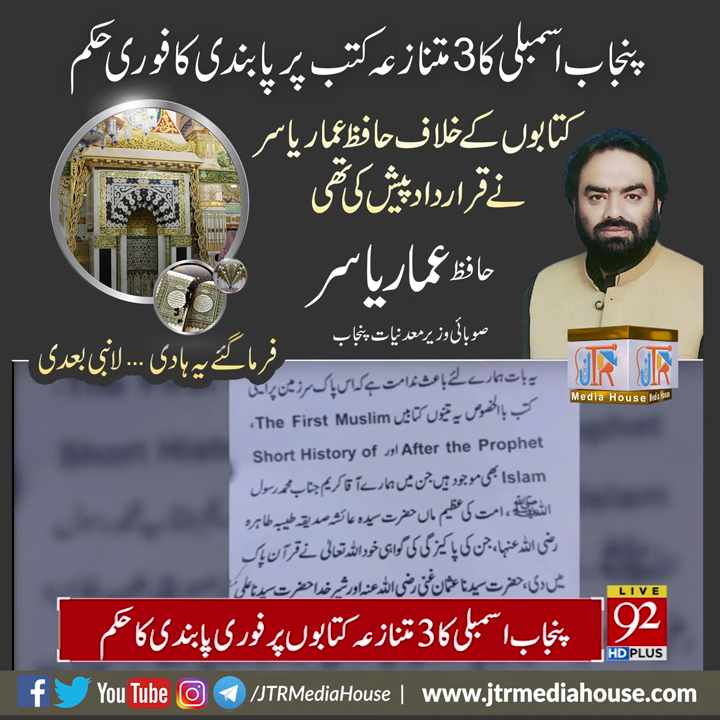 پنجاب اسمبلی کا 3 متنازعہ کتب پر پابندی کا فوری حکم
کتابوں کے خلاف حافظ عمار یاسر
نے قرارداد پیش کی تھی
حافظ عمار یاسر
صوبائی وزیر معدنیات پنجاب
فرما گئے یہ ہادی ... لا نبی بعدی
JTR
Media House
JTR
Media House
یہ بات ہمارے لئے باعث ندامت ہے کہ اس پاک سرزمین پر ایسی
کتب بالخصوص یہ تینوں کتابیں The First Muslim،
After the Prophet اور Short History of
Islam بھی موجود ہیں جن میں ہمارے آقا کریم جناب محمد رسول
اللہ ﷺ، امت کی عظیم ماں حضرت سیدہ عائشہ صدیقہ طیبہ طاہرہ
رضی اللہ عنہا، جن کی پاکیزگی کی گواہی خود اللہ تعالیٰ نے قرآن پاک
میں دی، حضرت سیدنا عثمان غنی رضی اللہ عنہ اور شیر خدا حضرت سیدنا علی
پنجاب اسمبلی کا 3 متنازعہ کتابوں پر فوری پابندی کا حکم
LIVE
92
HD PLUS
YouTube /JTRMediaHouse | www.jtrmediahouse.com